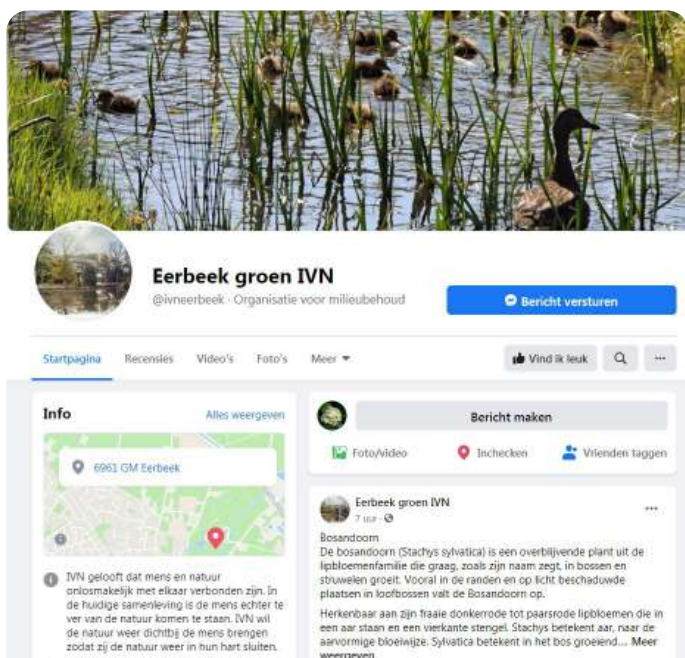 Eerbeek groen IVN
@ivneerbeek · Organisatie voor milieubehoud
Bericht versturen
Startpagina Recensies Video's Foto's Meer
Vind ik leuk
Info Alles weergeven
6961 GM Eerbeek
IVN gelooft dat mens en natuur
onlosmakelijk met elkaar verbonden zijn. In
de huidige samenleving is de mens echter te
ver van de natuur komen te staan. IVN wil
de natuur weer dichtbij de mens brengen
zodat zij de natuur weer in hun hart sluiten.
Bericht maken
Foto/video Inchecken Vrienden taggen
Eerbeek groen IVN
7 uur ·
Bosandoorn
De bosandoorn (Stachys sylvatica) is een overblijvende plant uit de
lipbloemenfamilie die graag, zoals zijn naam zegt, in bossen en
struwelen groeit. Vooral in de randen en op licht beschaduwde
plaatsen in loofbossen valt de Bosandoorn op.
Herkenbaar aan zijn fraaie donkerrode tot paarsrode lipbloemen die in
een aar staan en een vierkante stengel. Stachys betekent aar, naar de
aarvormige bloeiwijze. Sylvatica betekent in het bos groeiend... Meer
weergeven